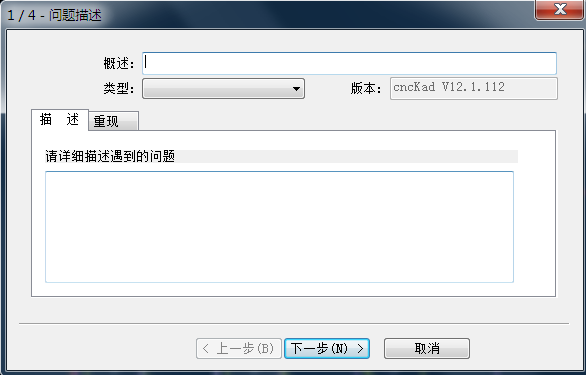 1 / 4 - 问题描述
概述：
类型： 版本： cncKad V12.1.112
描 述 重现
请详细描述遇到的问题
< 上一步(B) 下一步(N) > 取消